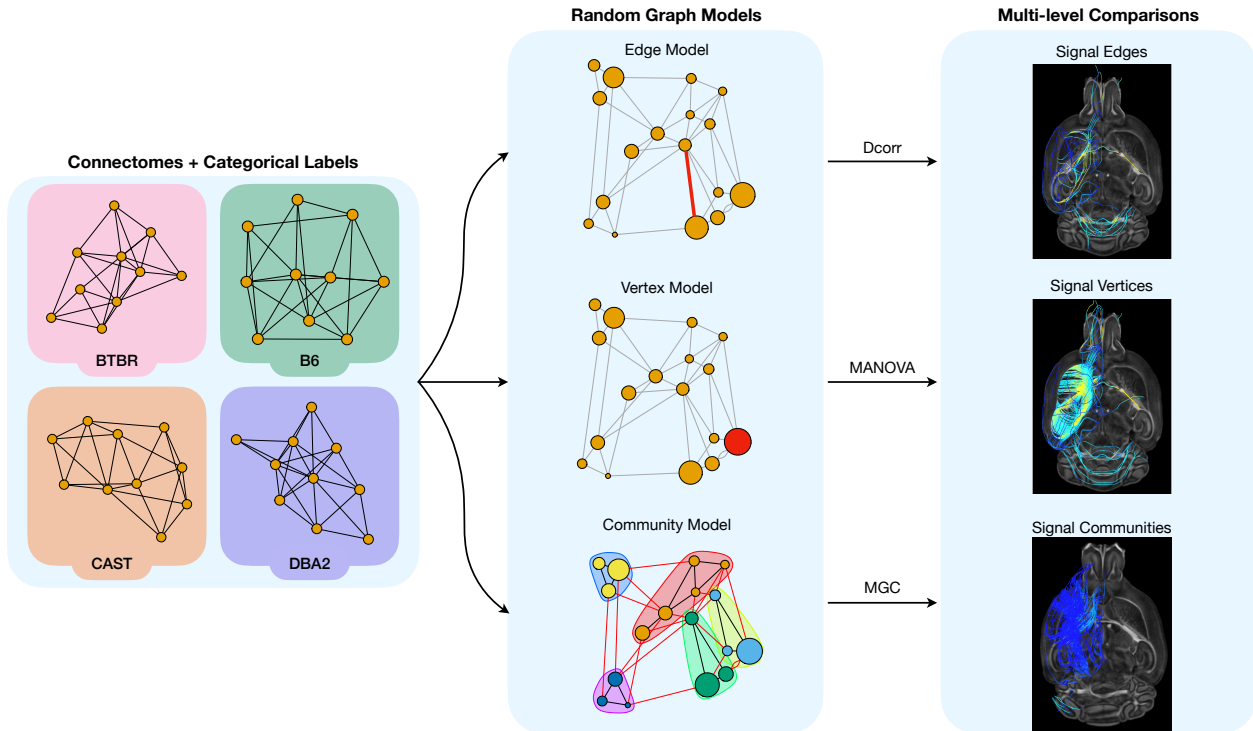 Random Graph Models
Multi-level Comparisons
Edge Model
Signal Edges
Connectomes + Categorical Labels
Dcorr
BTBR
B6
Vertex Model
Signal Vertices
MANOVA
CAST
DBA2
Community Model
Signal Communities
MGC